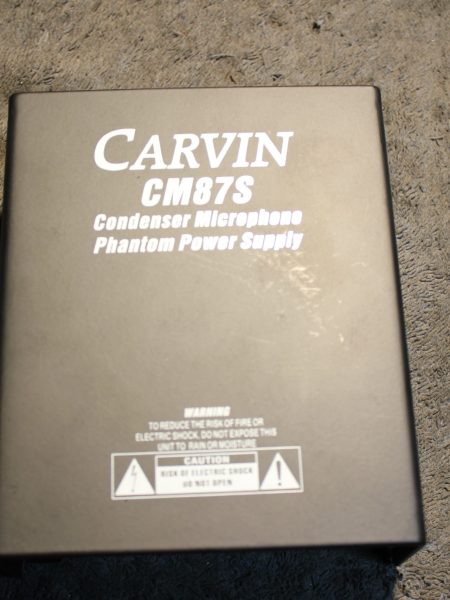 CARVIN
CM87S
Condenser Microphone
Phantom Power Supply
WARNING
TO REDUCE THE RISK OF FIRE OR
ELECTRIC SHOCK, DO NOT EXPOSE THIS
UNIT TO RAIN OR MOISTURE
CAUTION
RISK OF ELECTRIC SHOCK
DO NOT OPEN